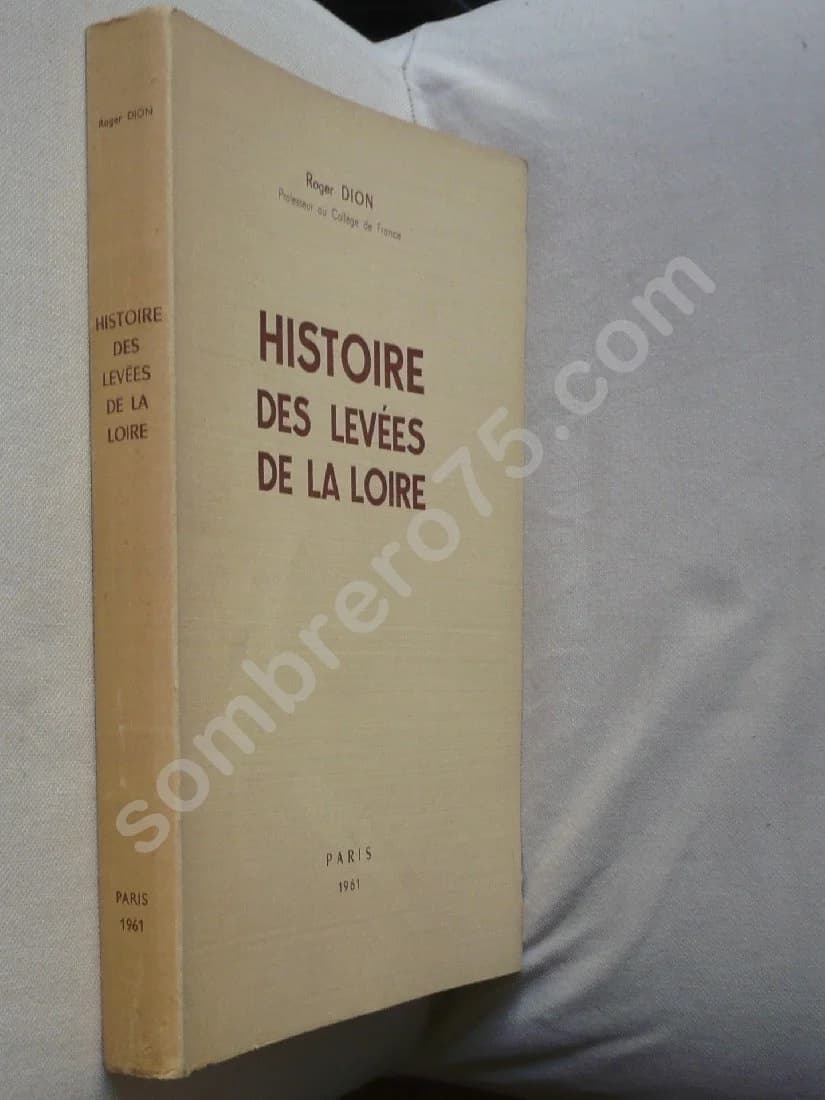 Roger DION
HISTOIRE
DES
LEVÉES
DE LA
LOIRE
PARIS
1961
Roger DION
Professeur au Collège de France
HISTOIRE
DES LEVÉES
DE LA LOIRE
PARIS
1961
sombrero75.com